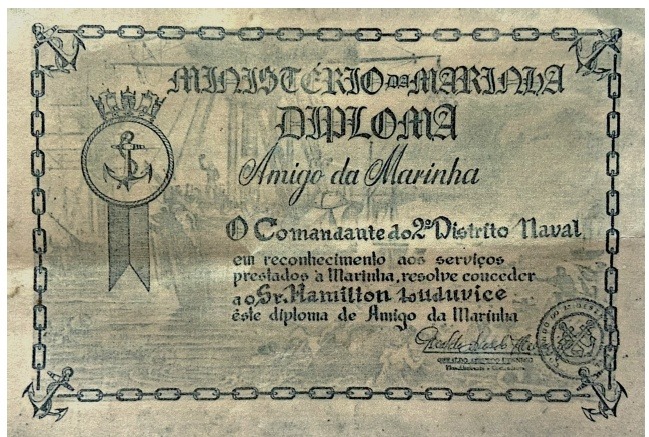 MINISTÉRIO DA MARINHA
DIPLOMA
Amigo da Marinha
O Comandante do 2º Distrito Naval
em reconhecimento aos serviços
prestados à Marinha, resolve conceder
ao Sr. Hamilton Luduvice
êste diploma de Amigo da Marinha